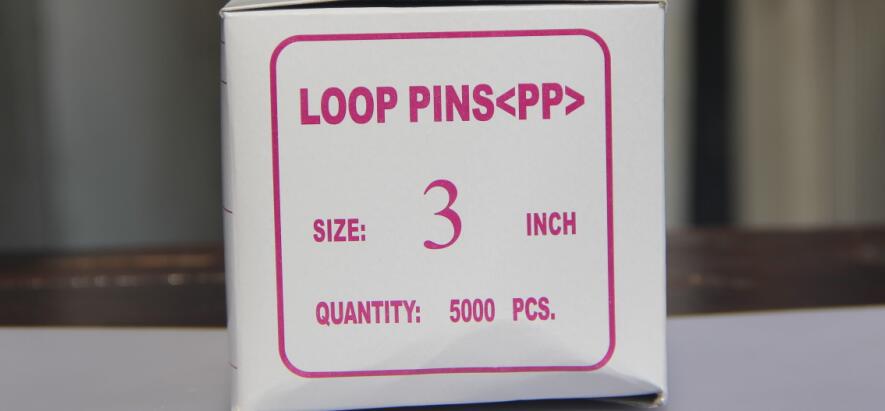 LOOP PINS<PP>
SIZE: 3 INCH
QUANTITY: 5000 PCS.